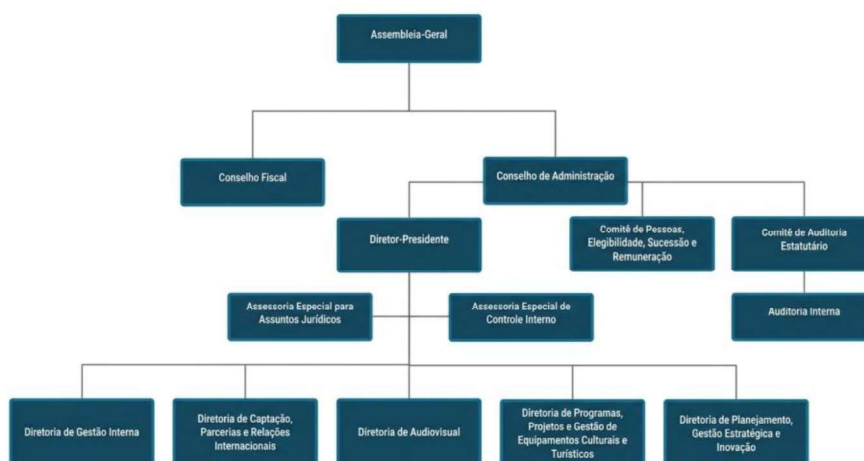 Assembleia-Geral
Conselho Fiscal
Conselho de Administração
Diretor-Presidente
Comitê de Pessoas,
Elegibilidade, Sucessão e
Remuneração
Comitê de Auditoria
Estatutário
Assessoria Especial para
Assuntos Jurídicos
Assessoria Especial de
Controle Interno
Auditoria Interna
Diretoria de Gestão Interna
Diretoria de Captação,
Parcerias e Relações
Internacionais
Diretoria de Audiovisual
Diretoria de Programas,
Projetos e Gestão de
Equipamentos Culturais e
Turísticos
Diretoria de Planejamento,
Gestão Estratégica e
Inovação